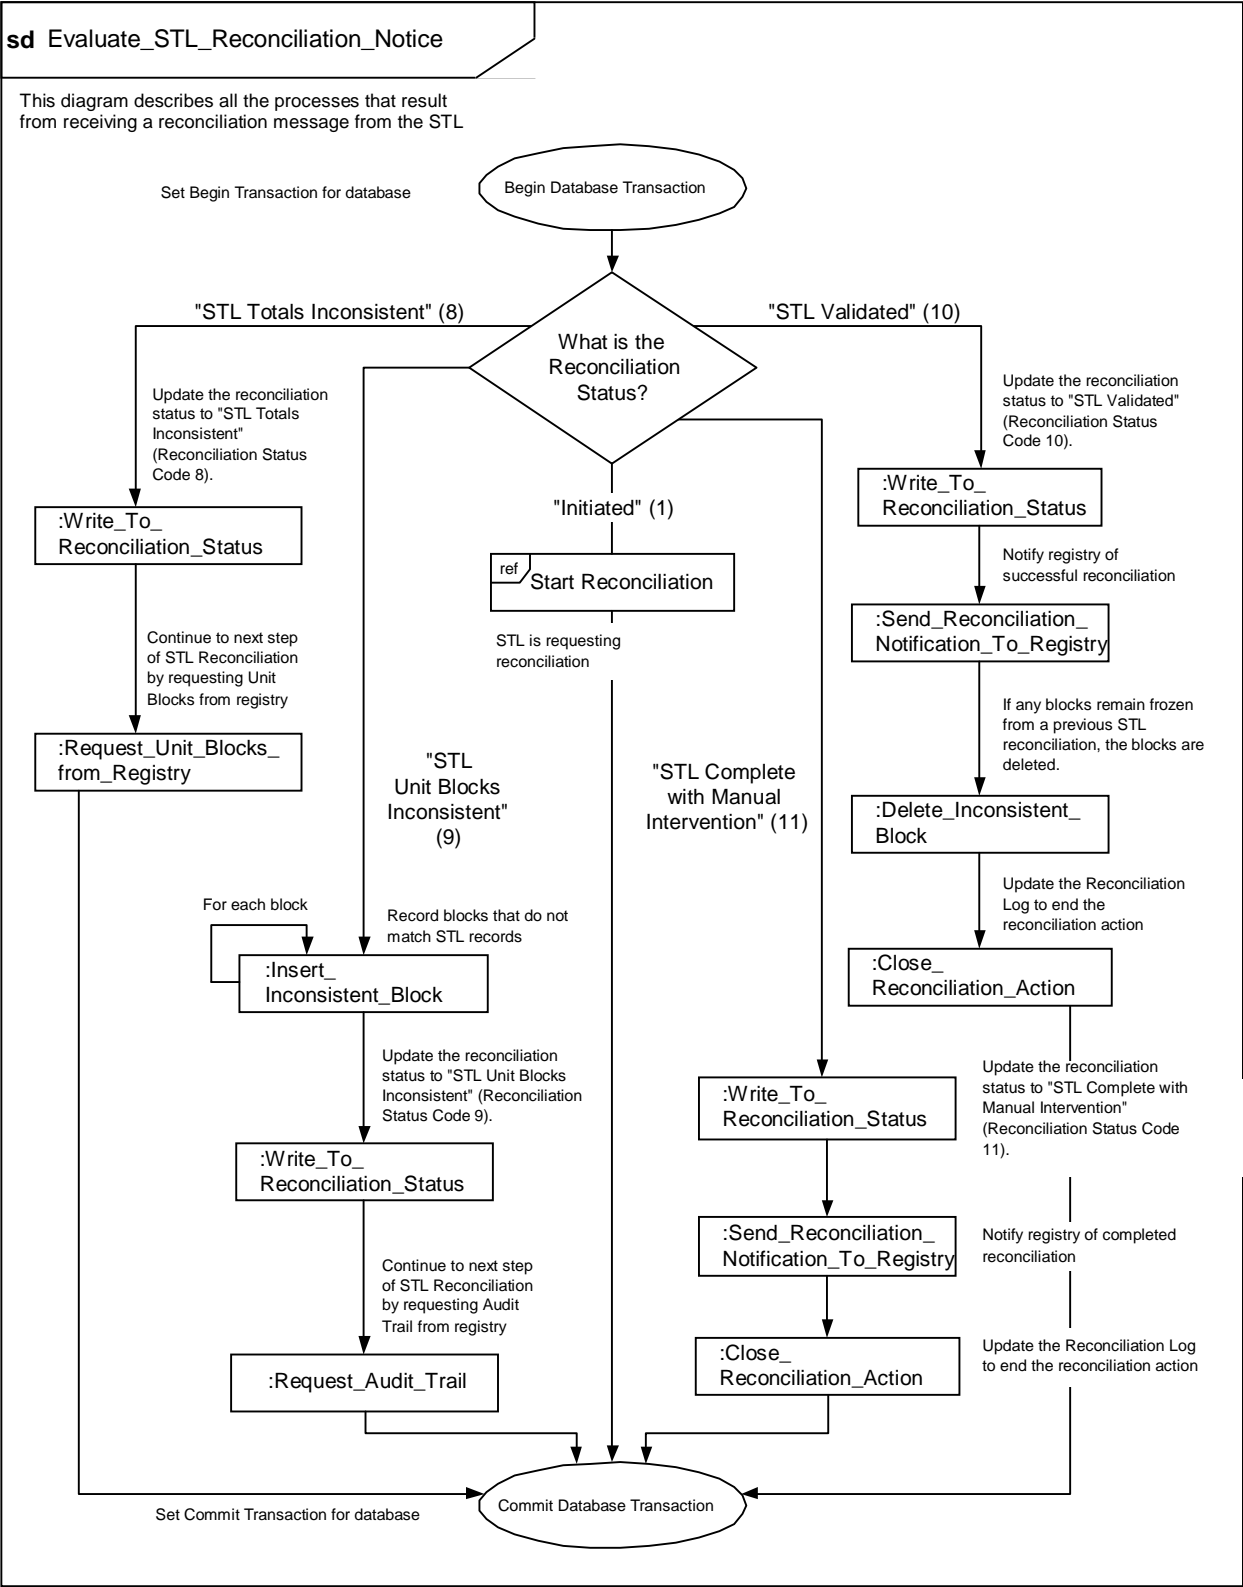 sd Evaluate_STL_Reconciliation_Notice
This diagram describes all the processes that result
from receiving a reconciliation message from the STL
Set Begin Transaction for database
Begin Database Transaction
"STL Totals Inconsistent" (8)
"STL Validated" (10)
What is the
Reconciliation
Status?
Update the reconciliation
status to "STL Totals
Inconsistent"
(Reconciliation Status
Code 8).
:Write_To_
Reconciliation_Status
Continue to next step
of STL Reconciliation
by requesting Unit
Blocks from registry
:Request_Unit_Blocks_
from_Registry
"STL
Unit Blocks
Inconsistent"
(9)
For each block
Record blocks that do not
match STL records
:Insert_
Inconsistent_Block
Update the reconciliation
status to "STL Unit Blocks
Inconsistent" (Reconciliation
Status Code 9).
:Write_To_
Reconciliation_Status
Continue to next step
of STL Reconciliation
by requesting Audit
Trail from registry
:Request_Audit_Trail
"Initiated" (1)
ref
Start Reconciliation
STL is requesting
reconciliation
"STL Complete
with Manual
Intervention" (11)
:Write_To_
Reconciliation_Status
Update the reconciliation
status to "STL Complete with
Manual Intervention"
(Reconciliation Status Code
11).
:Send_Reconciliation_
Notification_To_Registry
Notify registry of completed
reconciliation
:Close_
Reconciliation_Action
Update the Reconciliation Log
to end the reconciliation action
Update the reconciliation
status to "STL Validated"
(Reconciliation Status
Code 10).
:Write_To_
Reconciliation_Status
Notify registry of
successful reconciliation
:Send_Reconciliation_
Notification_To_Registry
If any blocks remain frozen
from a previous STL
reconciliation, the blocks are
deleted.
:Delete_Inconsistent_
Block
Update the Reconciliation
Log to end the
reconciliation action
:Close_
Reconciliation_Action
Set Commit Transaction for database
Commit Database Transaction